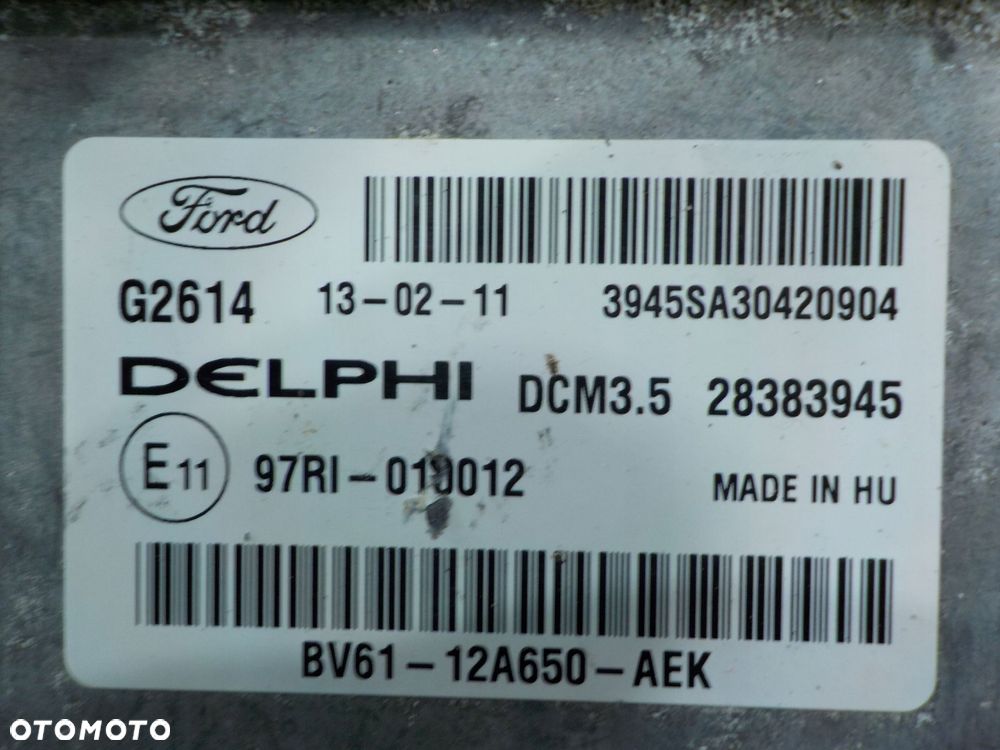 Ford
G2614 13-02-11 3945SA30420904
DELPHI DCM3.5 28383945
E11 97RI-010012 MADE IN HU
BV61-12A650-AEK
OTOMOTO